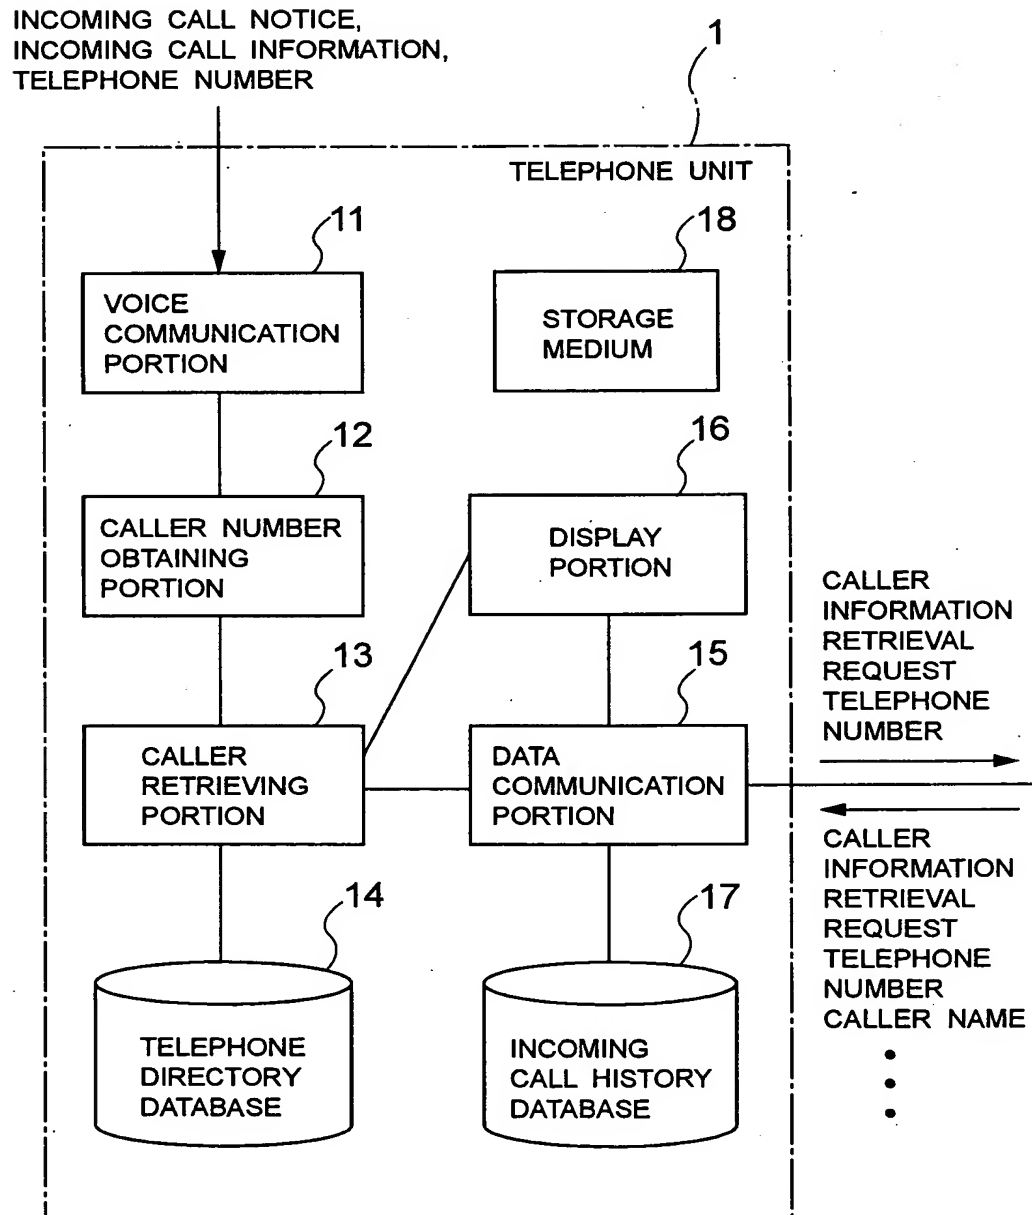 INCOMING CALL NOTICE,
INCOMING CALL INFORMATION,
TELEPHONE NUMBER
1
TELEPHONE UNIT
11
VOICE
COMMUNICATION
PORTION
18
STORAGE
MEDIUM
12
CALLER NUMBER
OBTAINING
PORTION
16
DISPLAY
PORTION
13
CALLER
RETRIEVING
PORTION
15
DATA
COMMUNICATION
PORTION
CALLER
INFORMATION
RETRIEVAL
REQUEST
TELEPHONE
NUMBER
CALLER
INFORMATION
RETRIEVAL
REQUEST
TELEPHONE
NUMBER
CALLER NAME
14
TELEPHONE
DIRECTORY
DATABASE
17
INCOMING
CALL HISTORY
DATABASE